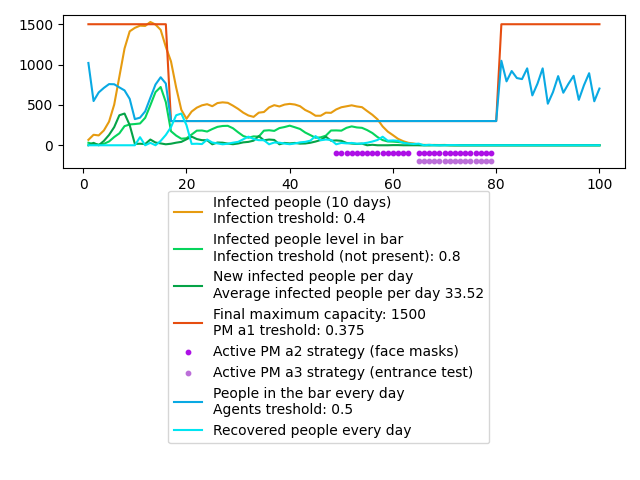 1500
1000
500
0
0 20 40 60 80 100
Infected people (10 days)
Infection treshold: 0.4
Infected people level in bar
Infection treshold (not present): 0.8
New infected people per day
Average infected people per day 33.52
Final maximum capacity: 1500
PM a1 treshold: 0.375
Active PM a2 strategy (face masks)
Active PM a3 strategy (entrance test)
People in the bar every day
Agents treshold: 0.5
Recovered people every day